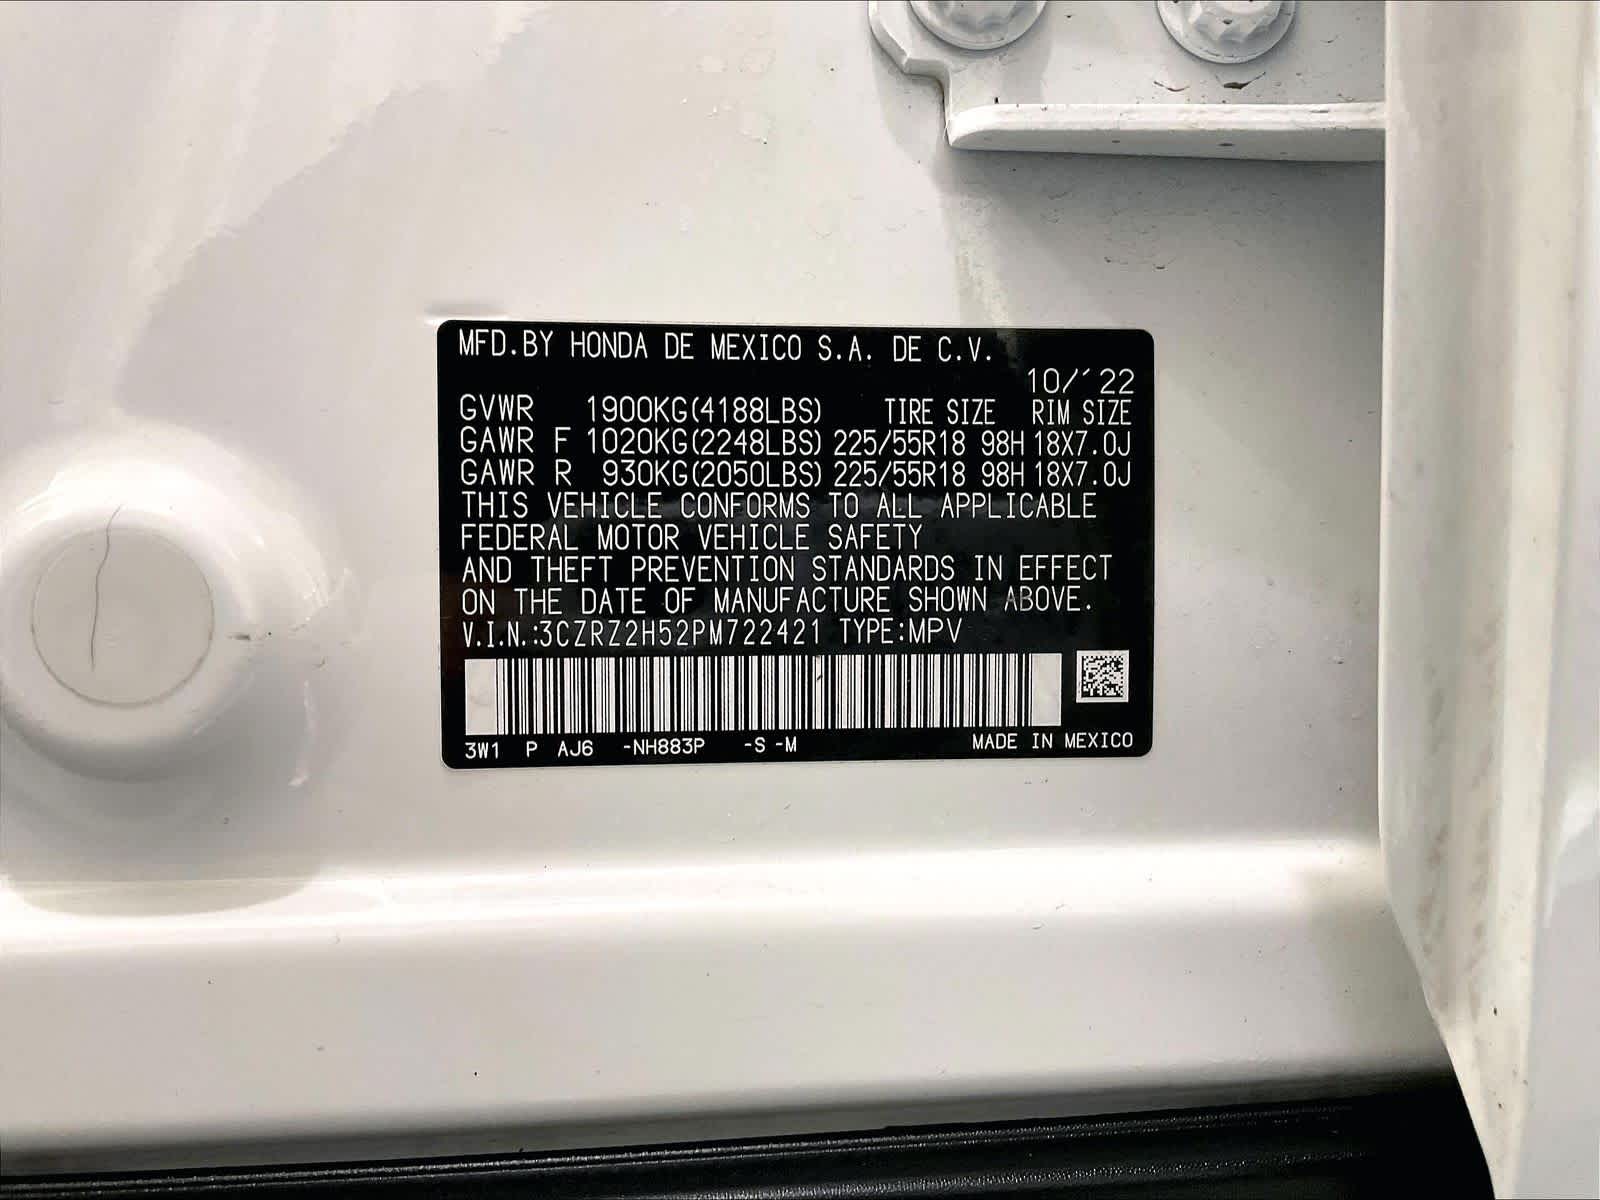 MFD.BY HONDA DE MEXICO S.A. DE C.V.
10/´22
GVWR 1900KG(4188LBS) TIRE SIZE RIM SIZE
GAWR F 1020KG(2248LBS) 225/55R18 98H 18X7.0J
GAWR R 930KG(2050LBS) 225/55R18 98H 18X7.0J
THIS VEHICLE CONFORMS TO ALL APPLICABLE
FEDERAL MOTOR VEHICLE SAFETY
AND THEFT PREVENTION STANDARDS IN EFFECT
ON THE DATE OF MANUFACTURE SHOWN ABOVE.
V.I.N.:3CZRZ2H52PM722421 TYPE:MPV
3W1 P AJ6 -NH883P -S -M MADE IN MEXICO